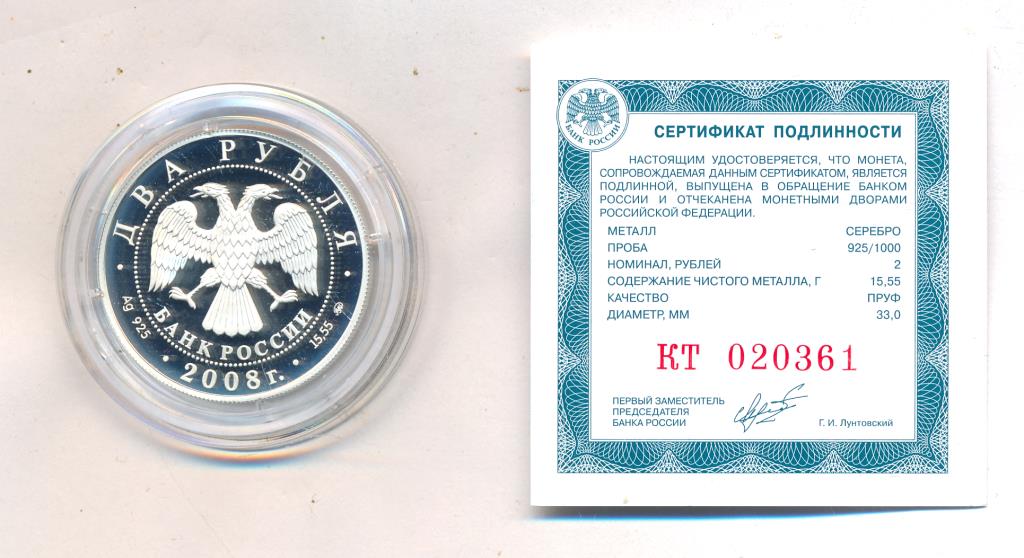 ДВА РУБЛЯ
Ag 925
15,55
БАНК РОССИИ
2008 г.
БАНК РОССИИ
СЕРТИФИКАТ ПОДЛИННОСТИ
НАСТОЯЩИМ УДОСТОВЕРЯЕТСЯ, ЧТО МОНЕТА,
СОПРОВОЖДАЕМАЯ ДАННЫМ СЕРТИФИКАТОМ, ЯВЛЯЕТСЯ
ПОДЛИННОЙ, ВЫПУЩЕНА В ОБРАЩЕНИЕ БАНКОМ
РОССИИ И ОТЧЕКАНЕНА МОНЕТНЫМИ ДВОРАМИ
РОССИЙСКОЙ ФЕДЕРАЦИИ.
МЕТАЛЛ СЕРЕБРО
ПРОБА 925/1000
НОМИНАЛ, РУБЛЕЙ 2
СОДЕРЖАНИЕ ЧИСТОГО МЕТАЛЛА, Г 15,55
КАЧЕСТВО ПРУФ
ДИАМЕТР, ММ 33,0
КТ 020361
ПЕРВЫЙ ЗАМЕСТИТЕЛЬ
ПРЕДСЕДАТЕЛЯ
БАНКА РОССИИ Г. И. Лунтовский